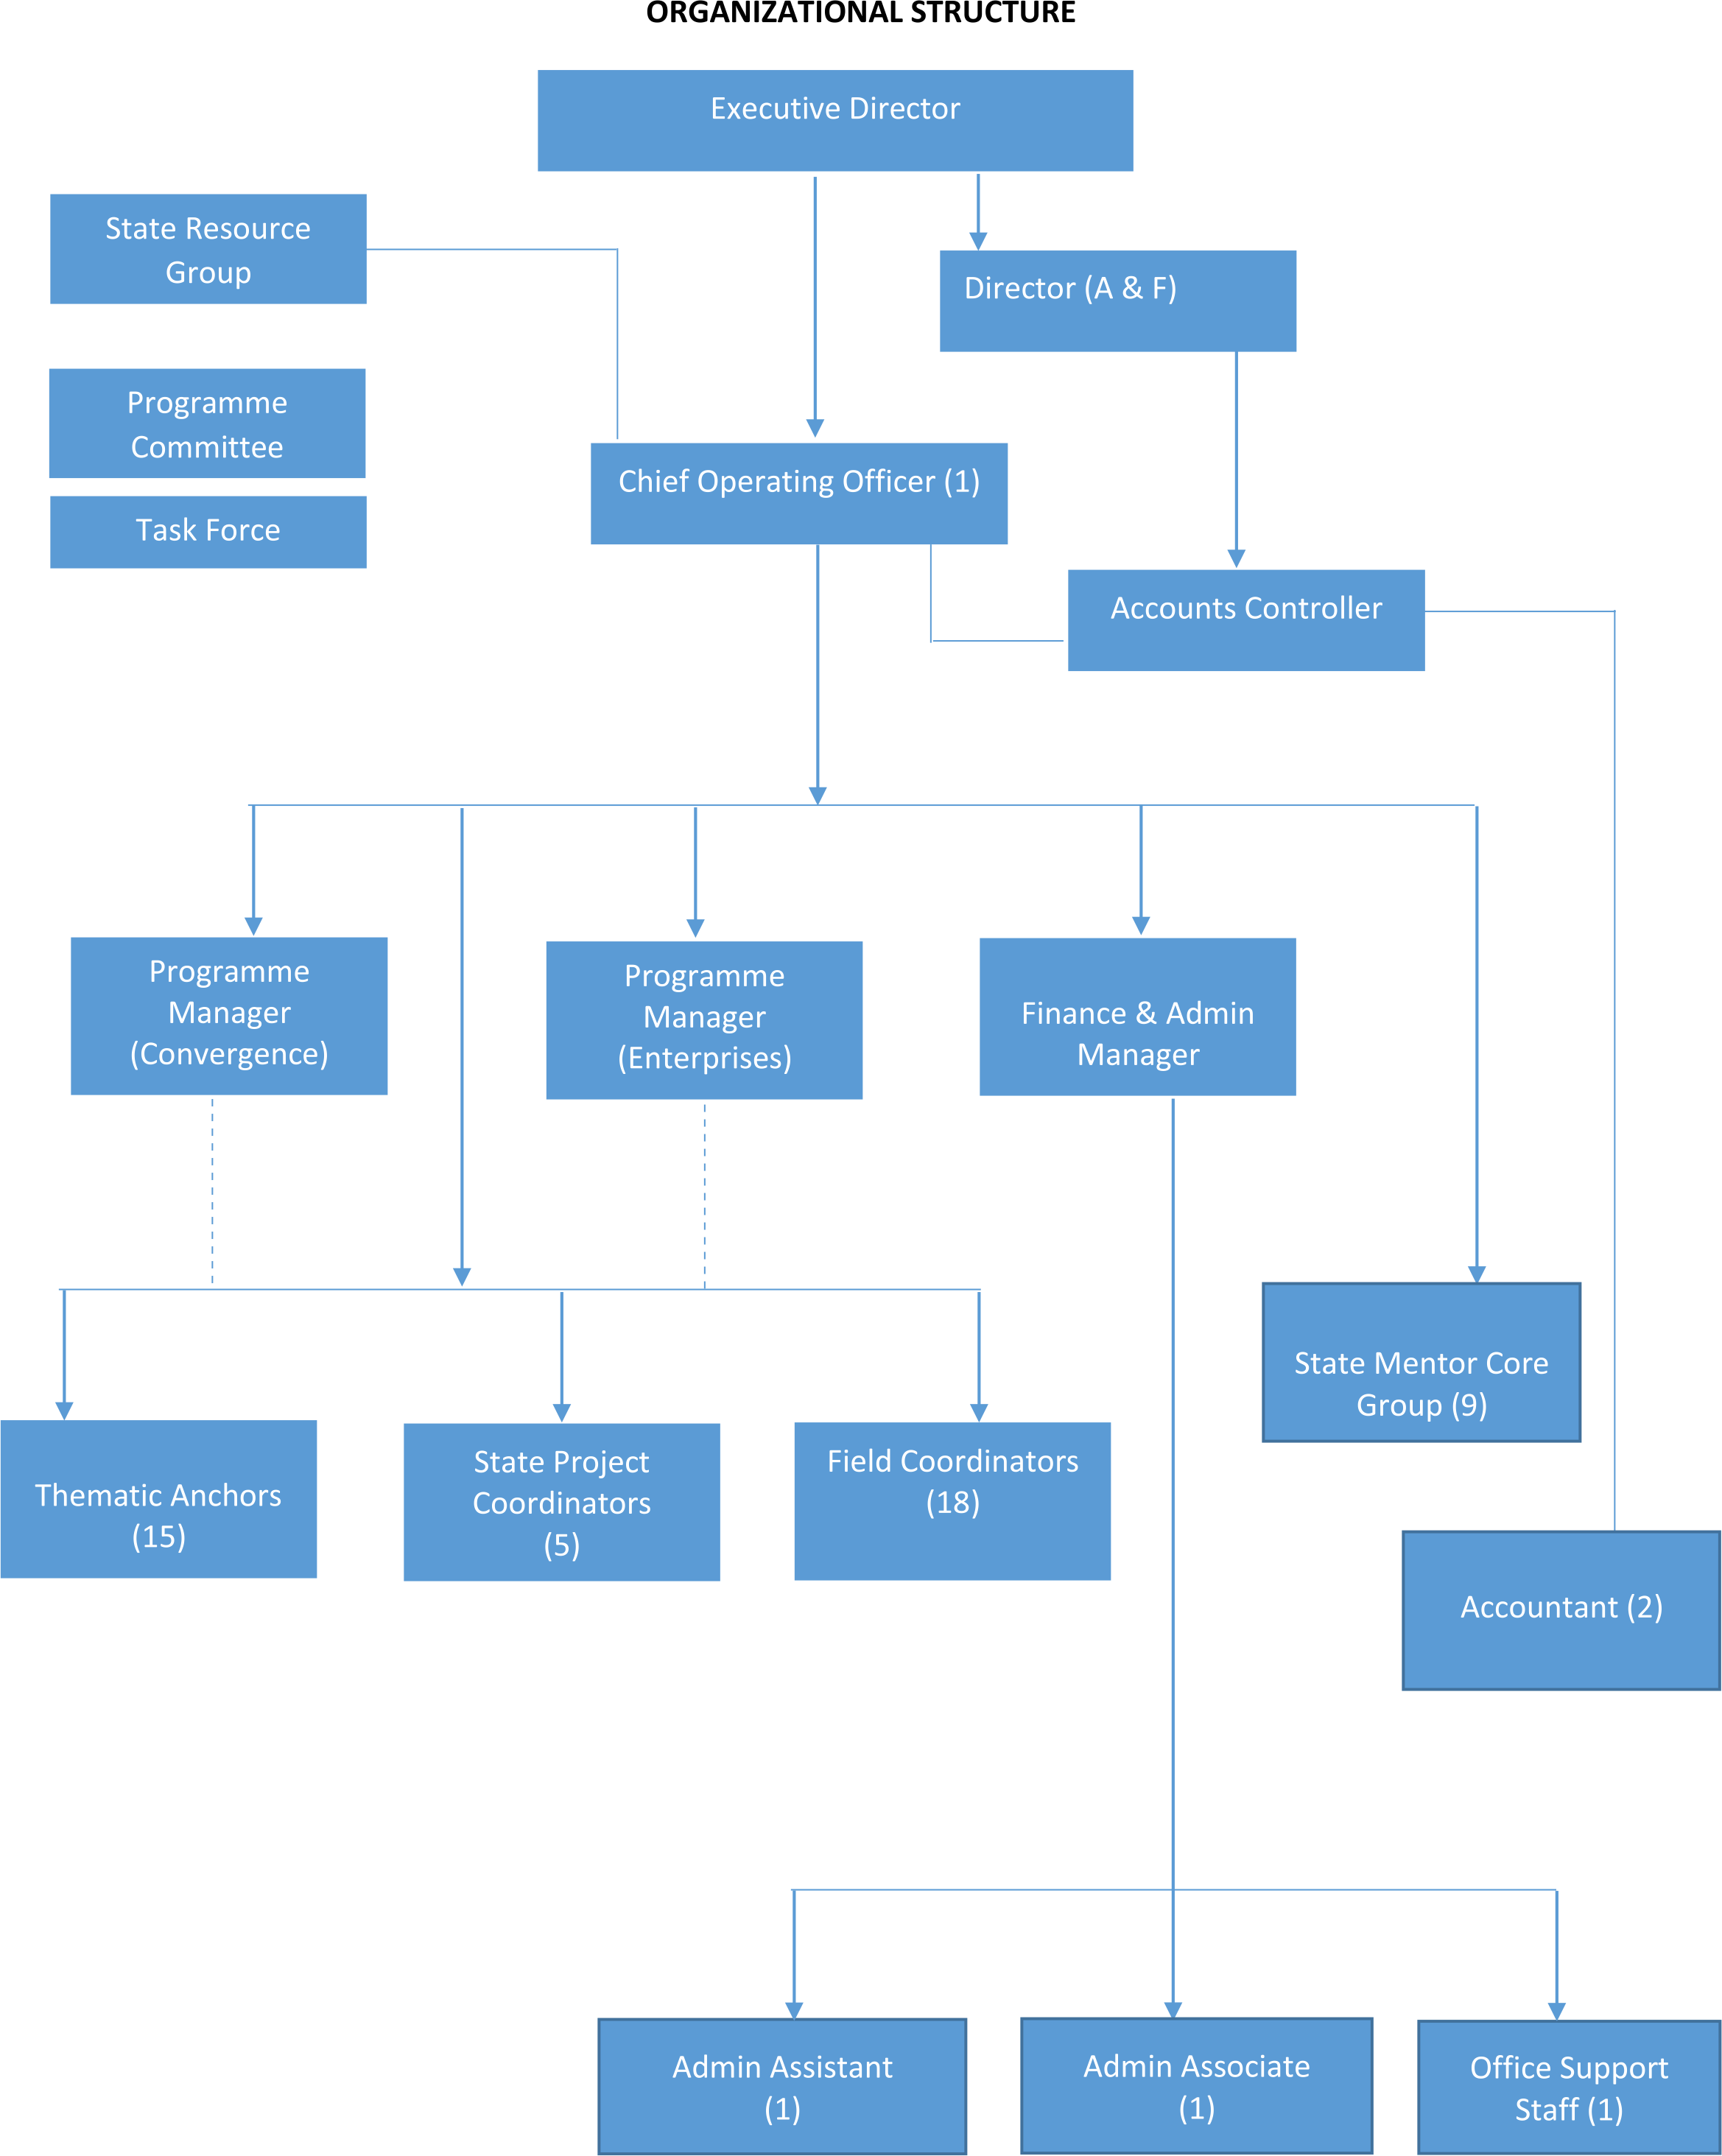 ORGANIZATIONAL STRUCTURE
Executive Director
State Resource
Group
Director (A & F)
Programme
Committee
Chief Operating Officer (1)
Task Force
Accounts Controller
Programme
Manager
(Convergence)
Programme
Manager
(Enterprises)
Finance & Admin
Manager
State Mentor Core
Group (9)
Thematic Anchors
(15)
State Project
Coordinators
(5)
Field Coordinators
(18)
Accountant (2)
Admin Assistant
(1)
Admin Associate
(1)
Office Support
Staff (1)